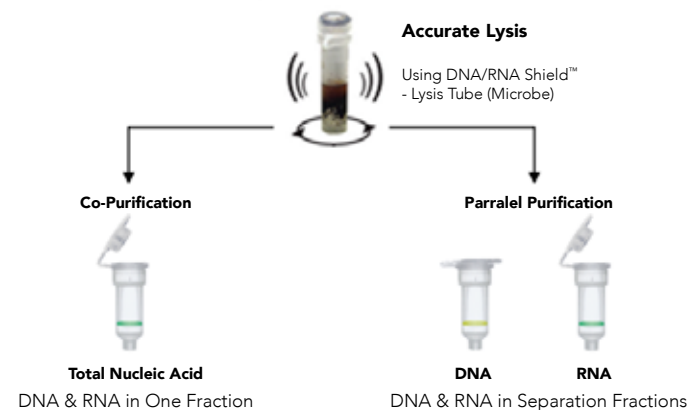 Accurate Lysis
Using DNA/RNA Shield™
- Lysis Tube (Microbe)
Co-Purification
Parralel Purification
Total Nucleic Acid
DNA & RNA in One Fraction
DNA
RNA
DNA & RNA in Separation Fractions